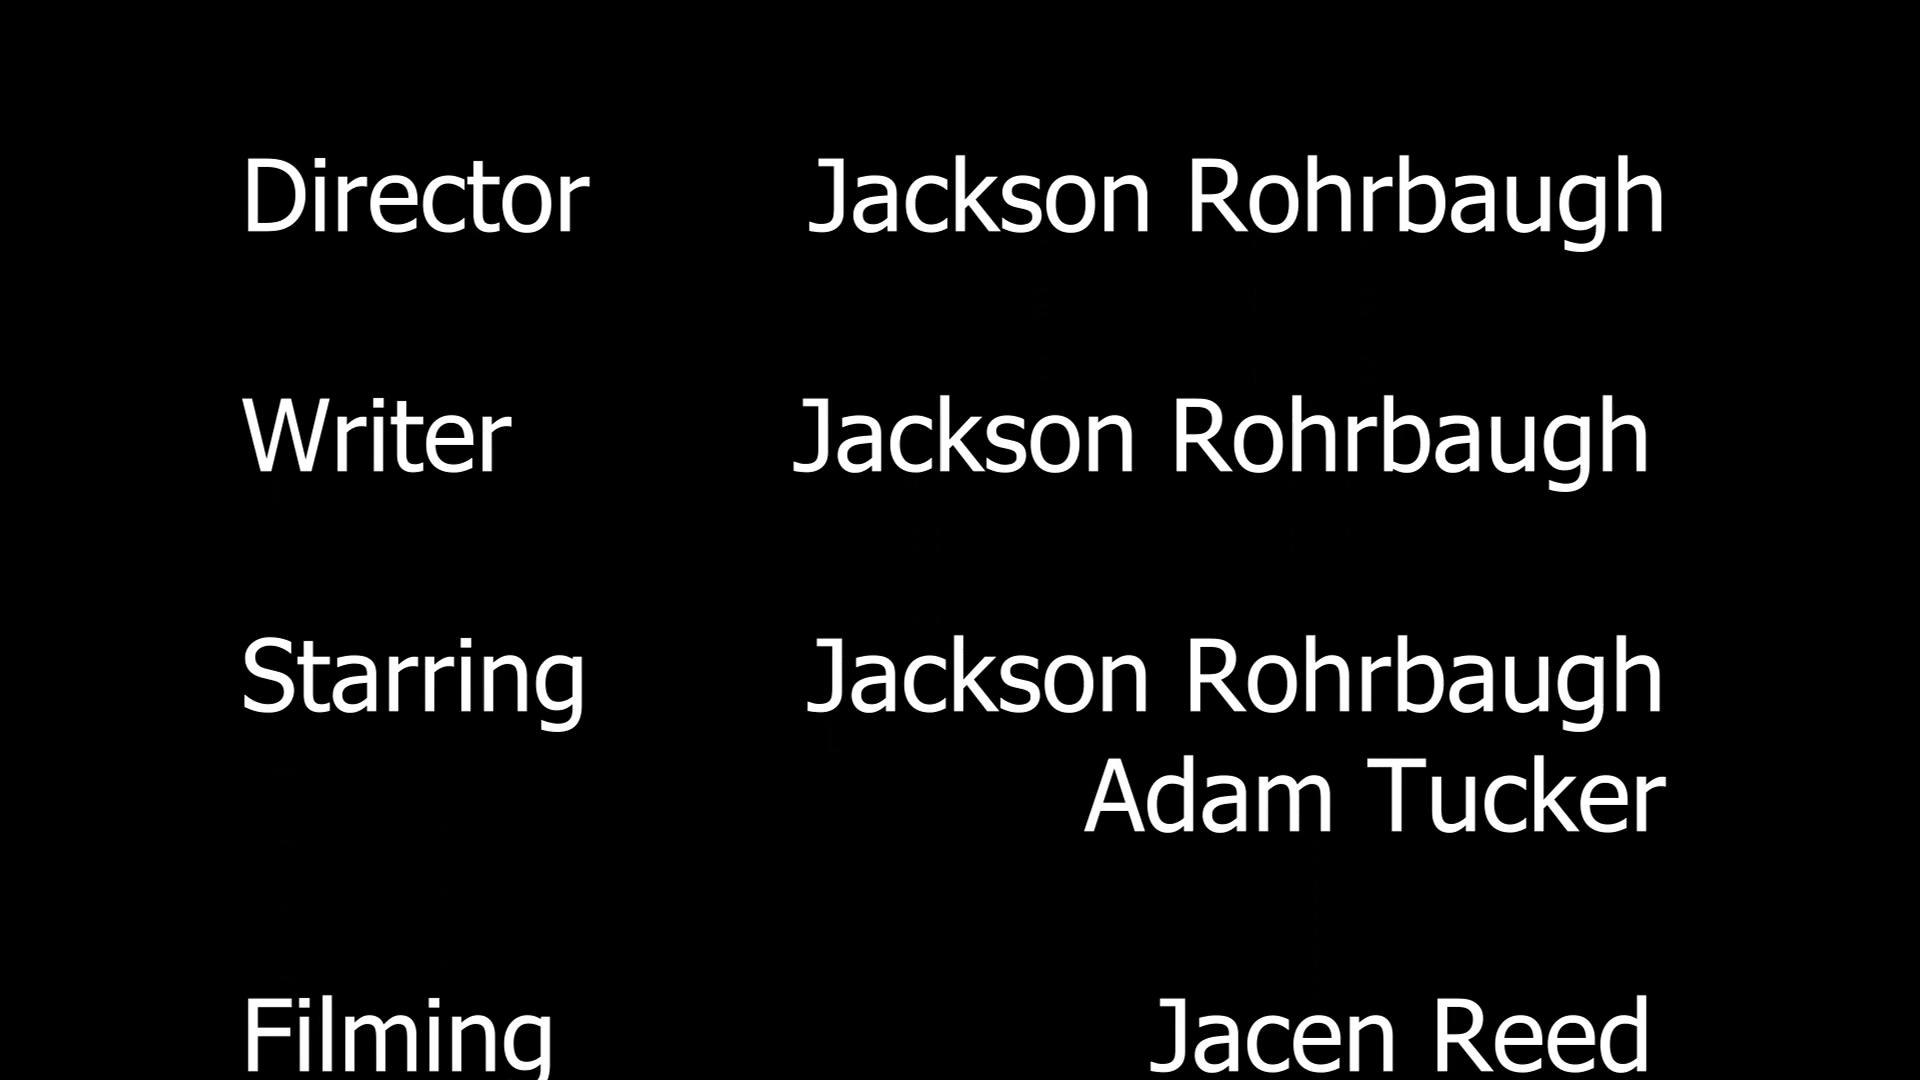 Director Jackson Rohrbaugh
Writer Jackson Rohrbaugh
Starring Jackson Rohrbaugh
Adam Tucker
Filming Jacen Reed